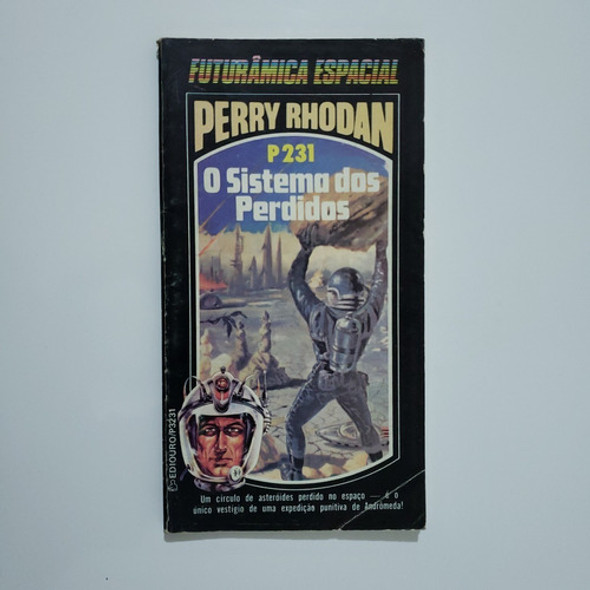 FUTURÂMICA ESPACIAL
PERRY RHODAN
P 231
O Sistema dos
Perdidos
EDIOURO/P3231
Um círculo de asteróides perdido no espaço — é o
único vestígio de uma expedição punitiva de Andrômeda!